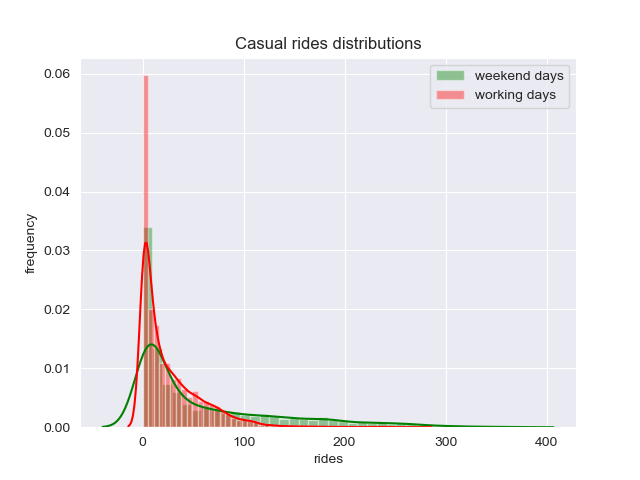 Casual rides distributions
weekend days
working days
frequency
0.06
0.05
0.04
0.03
0.02
0.01
0.00
0 100 200 300 400
rides